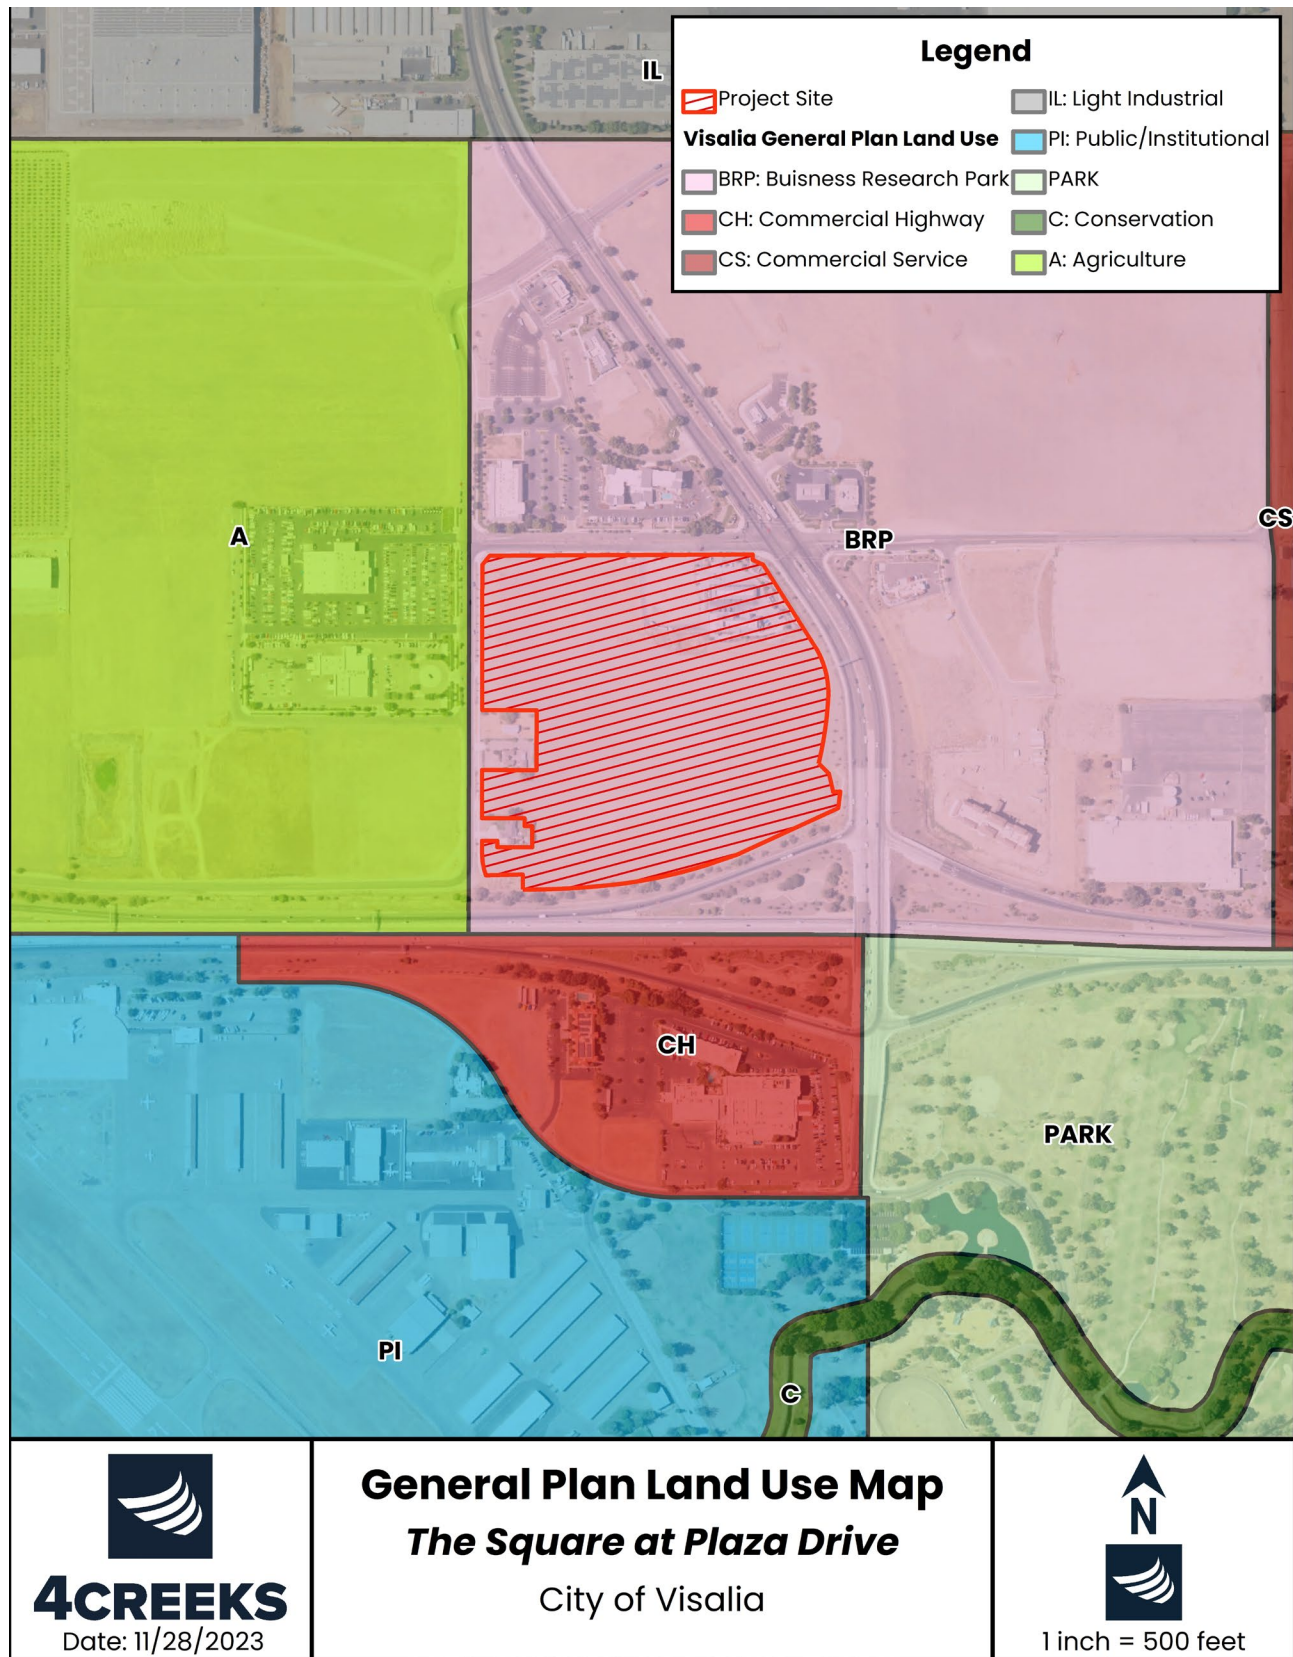 IL
Legend
Project Site
Visalia General Plan Land Use
BRP: Buisness Research Park
CH: Commercial Highway
CS: Commercial Service
IL: Light Industrial
PI: Public/Institutional
PARK
C: Conservation
A: Agriculture
CS
A
BRP
CH
PARK
PI
C
4CREEKS
Date: 11/28/2023
General Plan Land Use Map
The Square at Plaza Drive
City of Visalia
N
1 inch = 500 feet